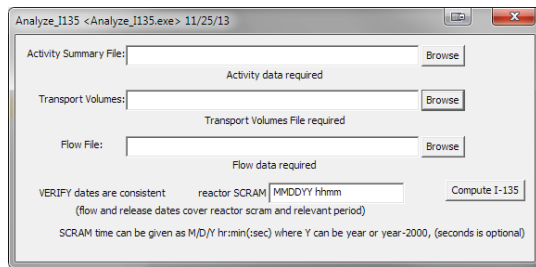 Analyze_I135 <Analyze_I135.exe> 11/25/13
Activity Summary File: Browse
Activity data required
Transport Volumes: Browse
Transport Volumes File required
Flow File: Browse
Flow data required
VERIFY dates are consistent reactor SCRAM MMDDYY hhmm Compute I-135
(flow and release dates cover reactor scram and relevant period)
SCRAM time can be given as M/D/Y hr:min(:sec) where Y can be year or year-2000, (seconds is optional)